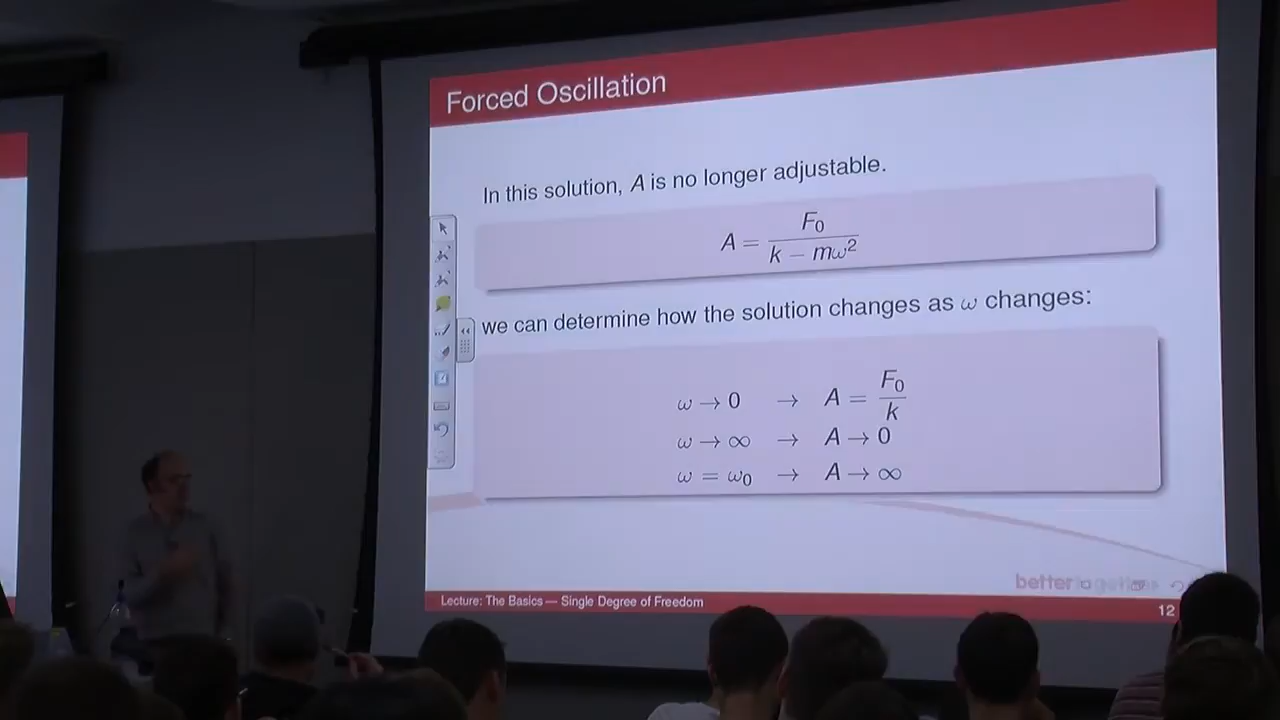 Forced Oscillation
In this solution, A is no longer adjustable.
A = F₀ / (k − mω²)
we can determine how the solution changes as ω changes:
ω → 0 → A = F₀ / k
ω → ∞ → A → 0
ω = ω₀ → A → ∞
better
Lecture: The Basics — Single Degree of Freedom
12